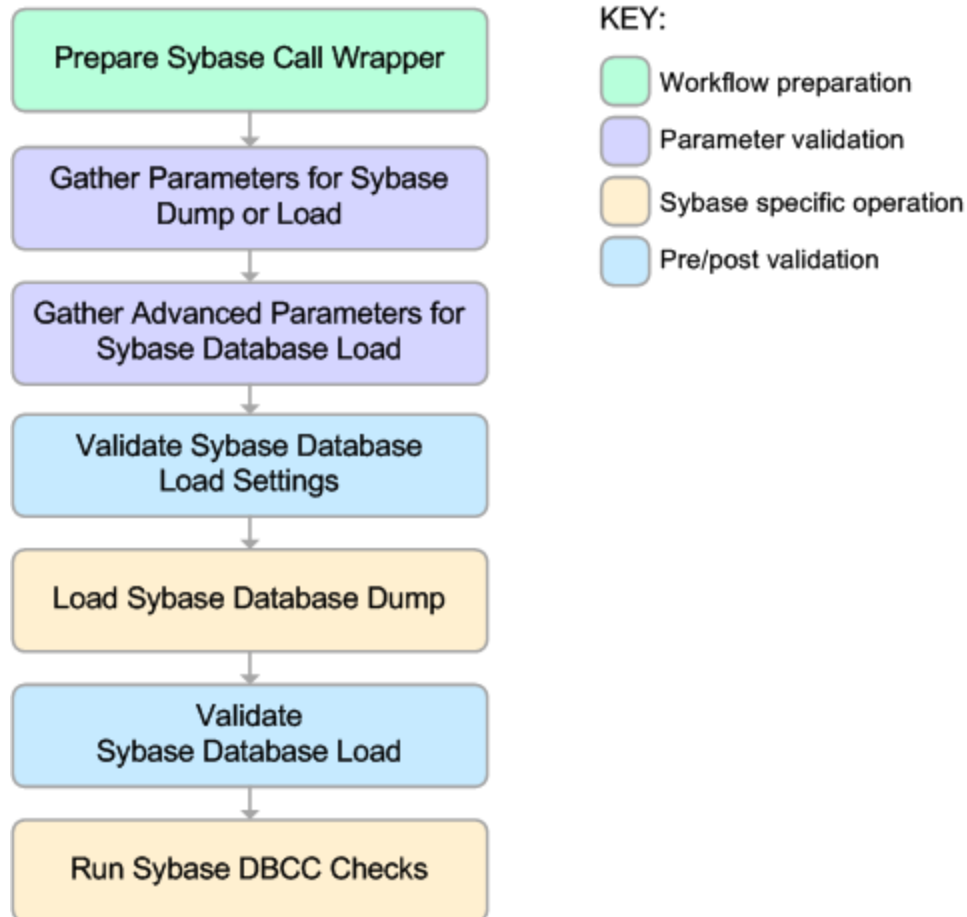 Prepare Sybase Call Wrapper
Gather Parameters for Sybase
Dump or Load
Gather Advanced Parameters for
Sybase Database Load
Validate Sybase Database
Load Settings
Load Sybase Database Dump
Validate
Sybase Database Load
Run Sybase DBCC Checks
KEY:
Workflow preparation
Parameter validation
Sybase specific operation
Pre/post validation